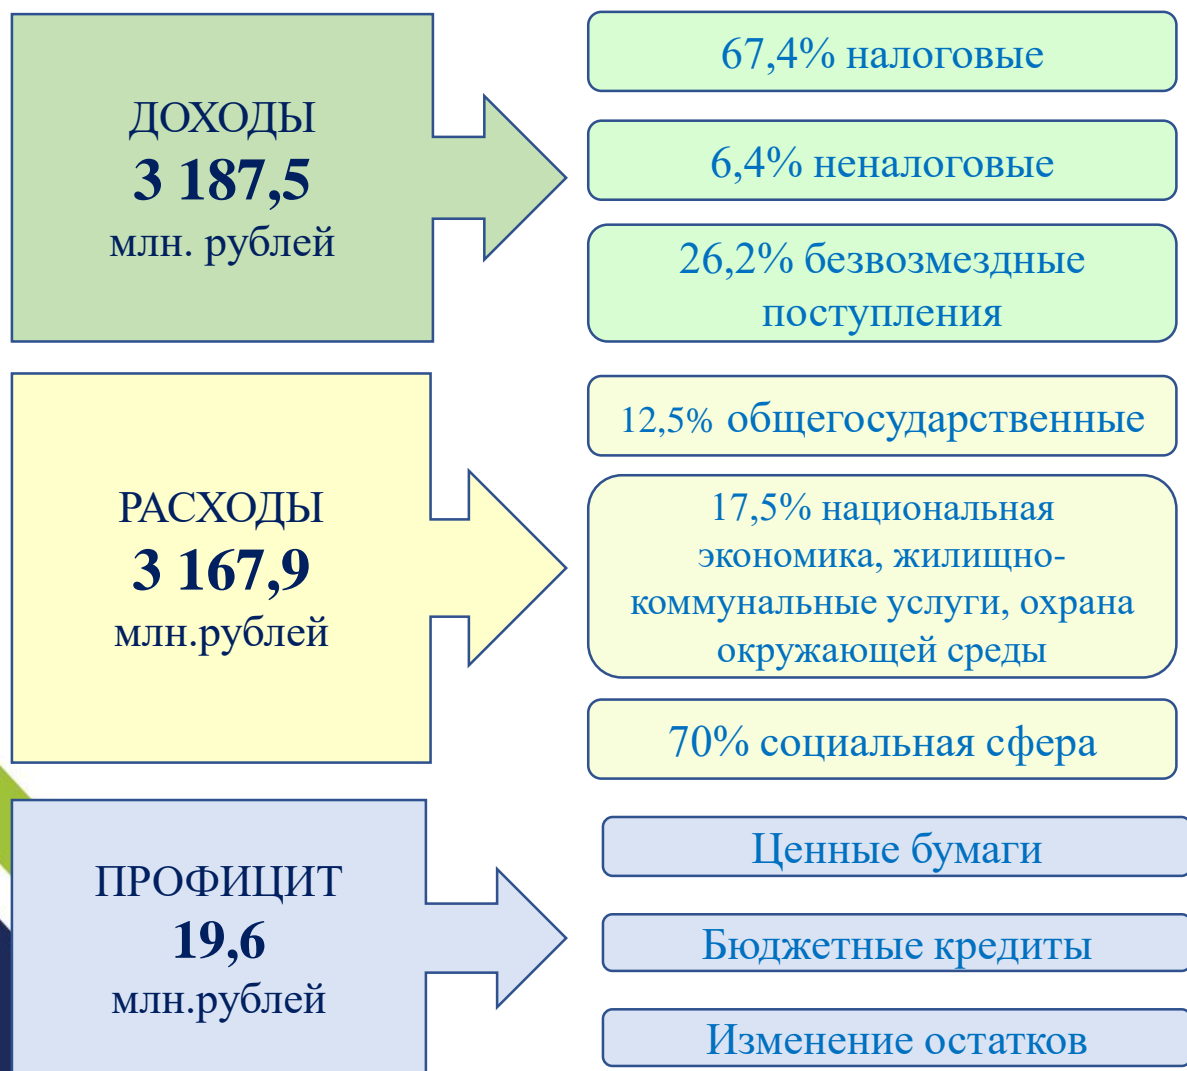 ДОХОДЫ
3 187,5
млн. рублей
67,4% налоговые
6,4% неналоговые
26,2% безвозмездные
поступления
РАСХОДЫ
3 167,9
млн.рублей
12,5% общегосударственные
17,5% национальная
экономика, жилищно-
коммунальные услуги, охрана
окружающей среды
70% социальная сфера
ПРОФИЦИТ
19,6
млн.рублей
Ценные бумаги
Бюджетные кредиты
Изменение остатков